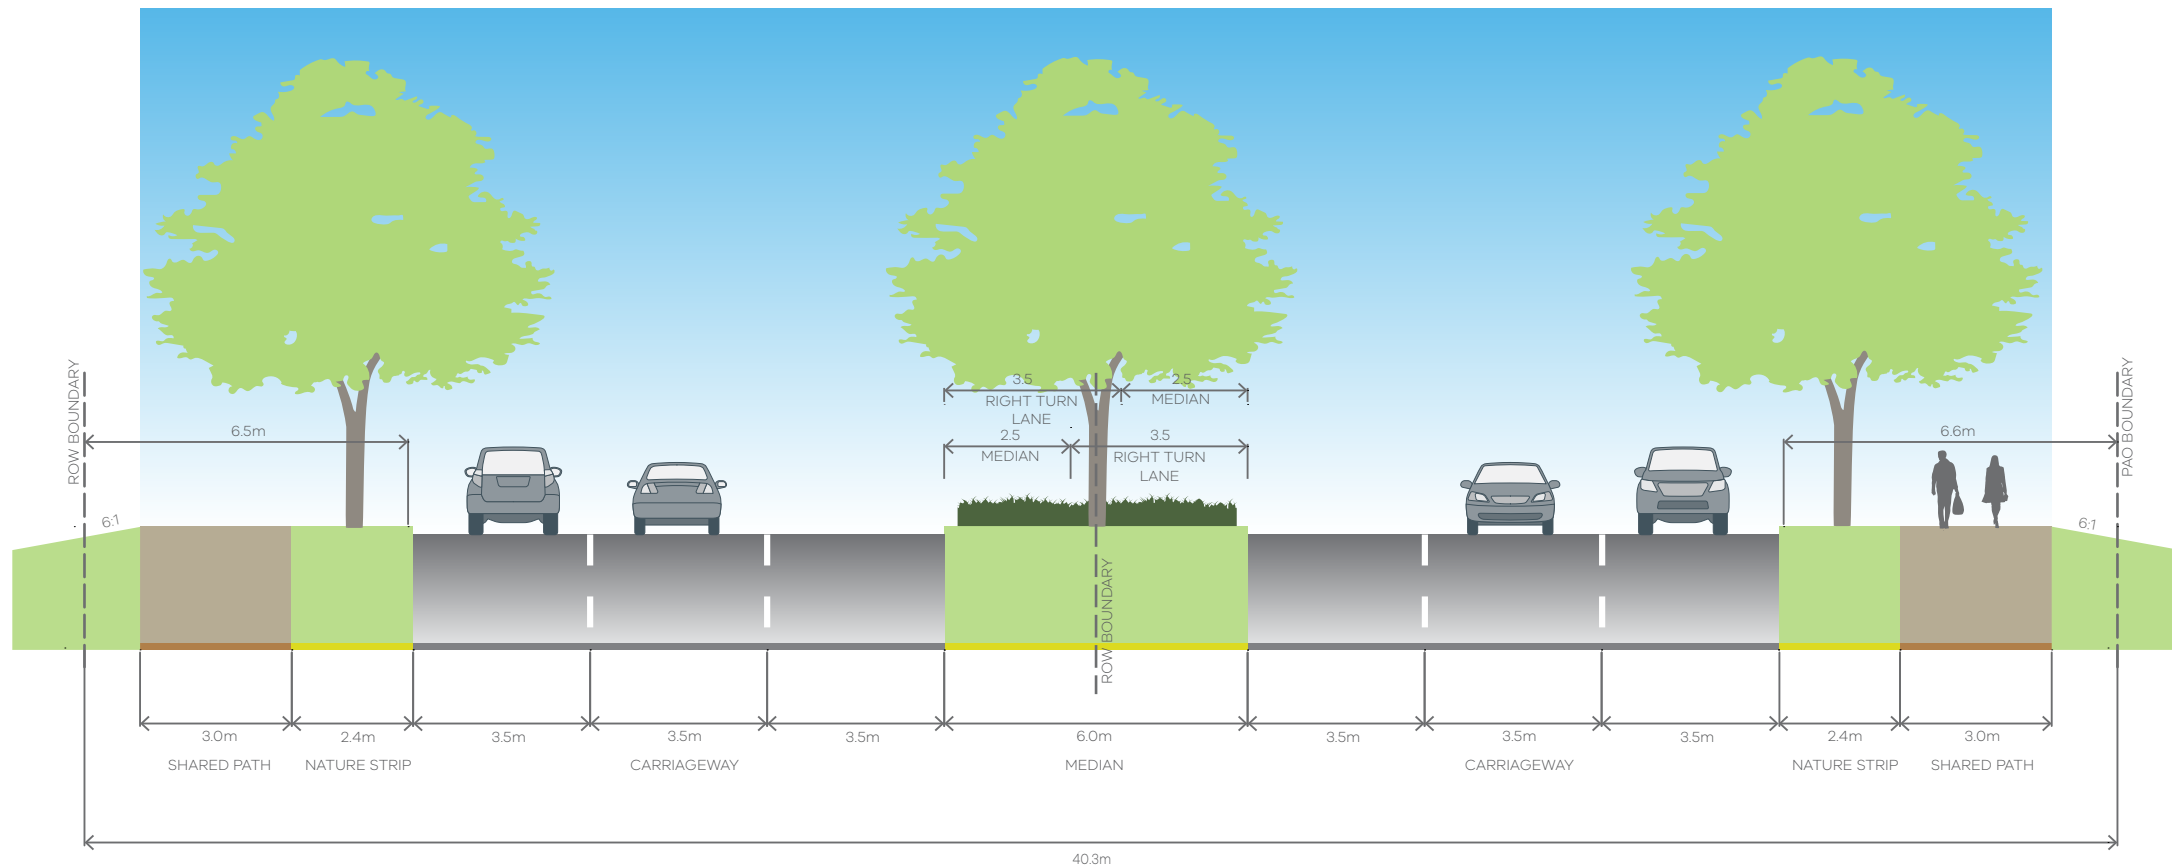 ROW BOUNDARY
6.5m
6:1
3.5
RIGHT TURN
LANE
2.5
MEDIAN
2.5
MEDIAN
3.5
RIGHT TURN
LANE
ROW BOUNDARY
6.6m
PAO BOUNDARY
6:1
3.0m
2.4m
3.5m
3.5m
3.5m
6.0m
3.5m
3.5m
3.5m
2.4m
3.0m
SHARED PATH
NATURE STRIP
CARRIAGEWAY
MEDIAN
CARRIAGEWAY
NATURE STRIP
SHARED PATH
40.3m